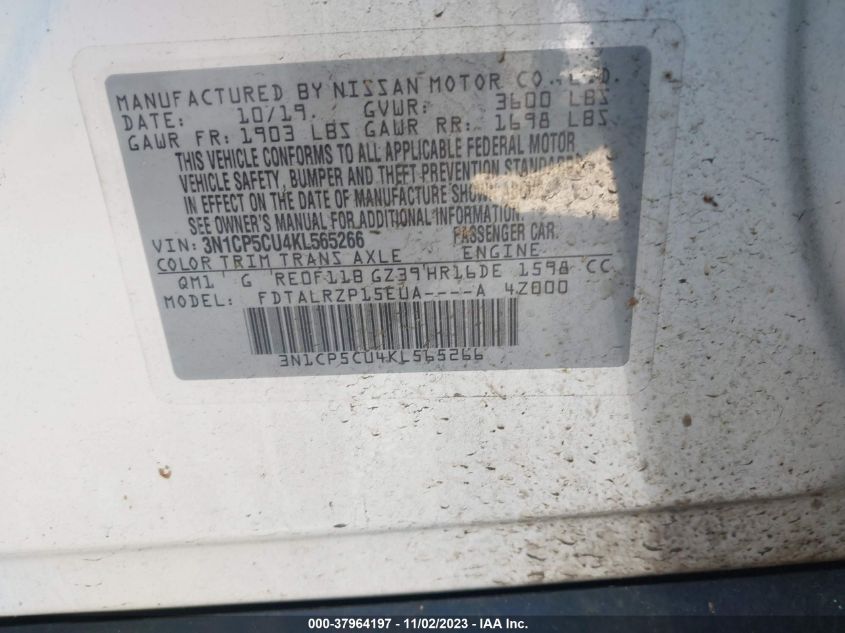 MANUFACTURED BY NISSAN MOTOR CO., LTD.
DATE: 10/19 GVWR: 3600 LBS
GAWR FR: 1903 LBS GAWR RR: 1698 LBS
THIS VEHICLE CONFORMS TO ALL APPLICABLE FEDERAL MOTOR
VEHICLE SAFETY, BUMPER AND THEFT PREVENTION STANDARDS
IN EFFECT ON THE DATE OF MANUFACTURE SHOWN
SEE OWNER'S MANUAL FOR ADDITIONAL INFORMATION.
VIN: 3N1CP5CU4KL565266 PASSENGER CAR.
COLOR TRIM TRANS AXLE ENGINE
QM1 G RE0F11B GZ39 HR16DE 1598 CC
MODEL: FDTALRZP15EUA----A 4Z000
3N1CP5CU4KL565266
000-37964197 - 11/02/2023 - IAA Inc.